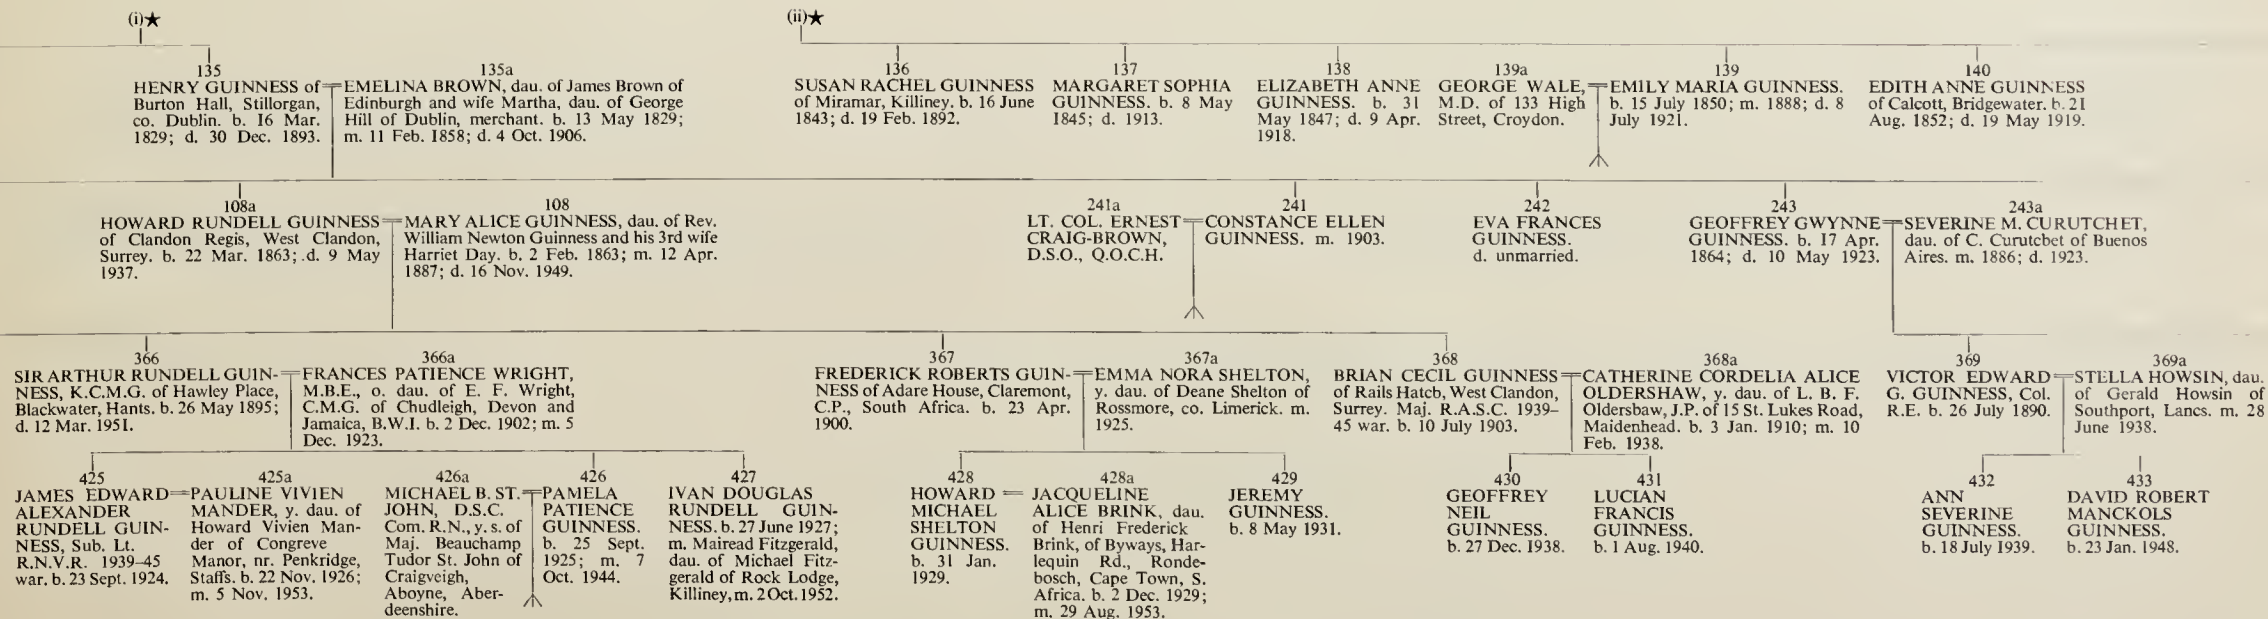 (i)★
(ii)★
135
HENRY GUINNESS of
Burton Hall, Stillorgan,
co. Dublin. b. 16 Mar.
1829; d. 30 Dec. 1893.
135a
EMELINA BROWN, dau. of James Brown of
Edinburgh and wife Martha, dau. of George
Hill of Dublin, merchant. b. 13 May 1829;
m. 11 Feb. 1858; d. 4 Oct. 1906.
136
SUSAN RACHEL GUINNESS
of Miramar, Killiney. b. 16 June
1843; d. 19 Feb. 1892.
137
MARGARET SOPHIA
GUINNESS. b. 8 May
1845; d. 1913.
138
ELIZABETH ANNE
GUINNESS. b. 31
May 1847; d. 9 Apr.
1918.
139a
GEORGE WALE,
M.D. of 133 High
Street, Croydon.
139
EMILY MARIA GUINNESS.
b. 15 July 1850; m. 1888; d. 8
July 1921.
140
EDITH ANNE GUINNESS
of Calcott, Bridgewater. b. 21
Aug. 1852; d. 19 May 1919.
108a
HOWARD RUNDELL GUINNESS
of Clandon Regis, West Clandon,
Surrey. b. 22 Mar. 1863; d. 9 May
1937.
108
MARY ALICE GUINNESS, dau. of Rev.
William Newton Guinness and his 3rd wife
Harriet Day. b. 2 Feb. 1863; m. 12 Apr.
1887; d. 16 Nov. 1949.
241a
LT. COL. ERNEST
CRAIG-BROWN,
D.S.O., Q.O.C.H.
241
CONSTANCE ELLEN
GUINNESS. m. 1903.
242
EVA FRANCES
GUINNESS.
d. unmarried.
243
GEOFFREY GWYNNE
GUINNESS. b. 17 Apr.
1864; d. 10 May 1923.
243a
SEVERINE M. CURUTCHET,
dau. of C. Curutcbet of Buenos
Aires. m. 1886; d. 1923.
366
SIR ARTHUR RUNDELL GUIN-
NESS, K.C.M.G. of Hawley Place,
Blackwater, Hants. b. 26 May 1895;
d. 12 Mar. 1951.
366a
FRANCES PATIENCE WRIGHT,
M.B.E., o. dau. of E. F. Wright,
C.M.G. of Chudleigh, Devon and
Jamaica, B.W.I. b. 2 Dec. 1902; m. 5
Dec. 1923.
367
FREDERICK ROBERTS GUIN-
NESS of Adare House, Claremont,
C.P., South Africa. b. 23 Apr.
1900.
367a
EMMA NORA SHELTON,
y. dau. of Deane Shelton of
Rossmore, co. Limerick. m.
1925.
368
BRIAN CECIL GUINNESS
of Rails Hatcb, West Clandon,
Surrey. Maj. R.A.S.C. 1939–
45 war. b. 10 July 1903.
368a
CATHERINE CORDELIA ALICE
OLDERSHAW, y. dau. of L. B. F.
Oldersbaw, J.P. of 15 St. Lukes Road,
Maidenhead. b. 3 Jan. 1910; m. 10
Feb. 1938.
369
VICTOR EDWARD
G. GUINNESS, Col.
R.E. b. 26 July 1890.
369a
STELLA HOWSIN, dau.
of Gerald Howsin of
Southport, Lancs. m. 28
June 1938.
425
JAMES EDWARD
ALEXANDER
RUNDELL GUIN-
NESS, Sub. Lt.
R.N.V.R. 1939–45
war. b. 23 Sept. 1924.
425a
PAULINE VIVIEN
MANDER, y. dau. of
Howard Vivien Man-
der of Congreve
Manor, nr. Penkridge,
Staffs. b. 22 Nov. 1926;
m. 5 Nov. 1953.
426a
MICHAEL B. ST.
JOHN, D.S.C.
Com. R.N., y. s. of
Maj. Beauchamp
Tudor St. John of
Craigveigh,
Aboyne, Aber-
deenshire.
426
PAMELA
PATIENCE
GUINNESS.
b. 25 Sept.
1925; m. 7
Oct. 1944.
427
IVAN DOUGLAS
RUNDELL GUIN-
NESS. b. 27 June 1927;
m. Mairead Fitzgerald,
dau. of Michael Fitz-
gerald of Rock Lodge,
Killiney, m. 2 Oct. 1952.
428
HOWARD
MICHAEL
SHELTON
GUINNESS.
b. 31 Jan.
1929.
428a
JACQUELINE
ALICE BRINK, dau.
of Henri Frederick
Brink, of Byways, Har-
lequin Rd., Ronde-
bosch, Cape Town, S.
Africa. b. 2 Dec. 1929;
m. 29 Aug. 1953.
429
JEREMY
GUINNESS.
b. 8 May 1931.
430
GEOFFREY
NEIL
GUINNESS.
b. 27 Dec. 1938.
431
LUCIAN
FRANCIS
GUINNESS.
b. 1 Aug. 1940.
432
ANN
SEVERINE
GUINNESS.
b. 18 July 1939.
433
DAVID ROBERT
MANCKOLS
GUINNESS.
b. 23 Jan. 1948.